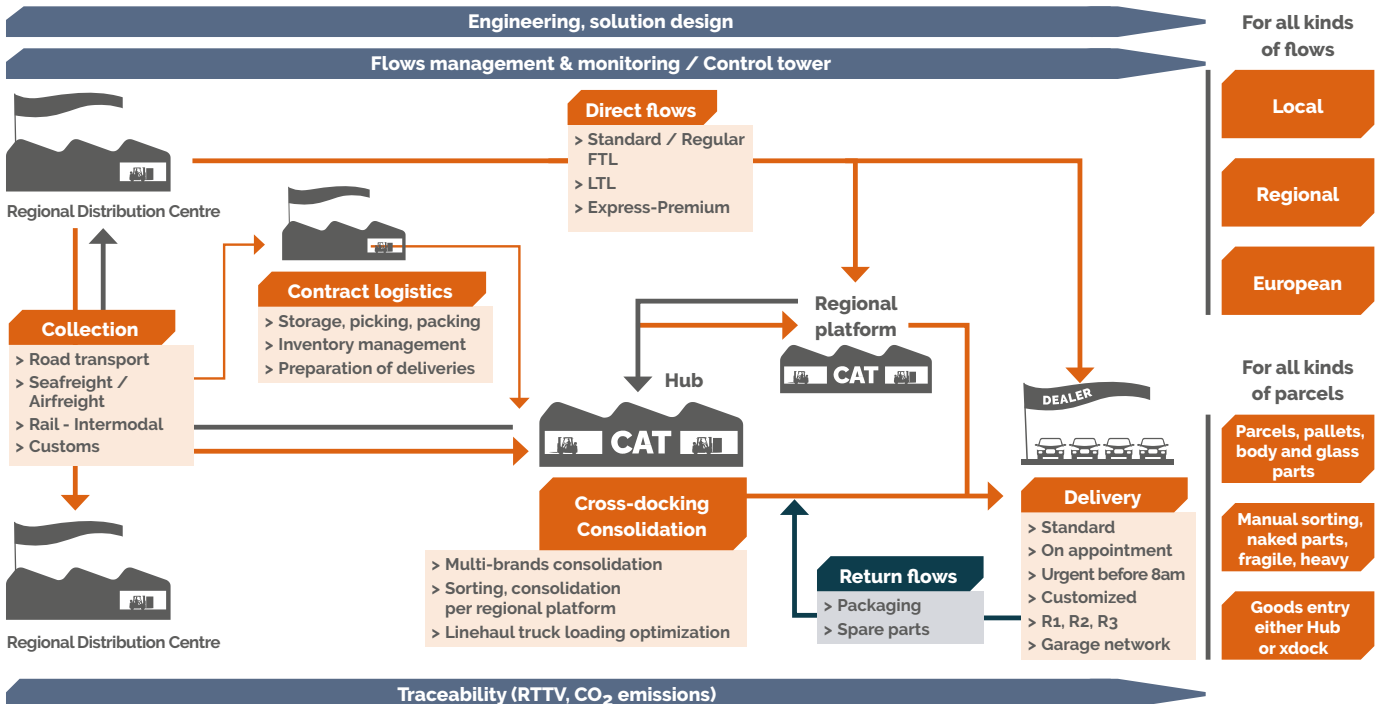 Engineering, solution design
Flows management & monitoring / Control tower
For all kinds
of flows
Local
Regional
European
Direct flows
> Standard / Regular
FTL
> LTL
> Express-Premium
Regional Distribution Centre
Contract logistics
> Storage, picking, packing
> Inventory management
> Preparation of deliveries
Collection
> Road transport
> Seafreight /
Airfreight
> Rail - Intermodal
> Customs
Regional
platform
CAT
Hub
CAT
DEALER
For all kinds
of parcels
Parcels, pallets,
body and glass
parts
Manual sorting,
naked parts,
fragile, heavy
Goods entry
either Hub
or xdock
Cross-docking
Consolidation
> Multi-brands consolidation
> Sorting, consolidation
per regional platform
> Linehaul truck loading optimization
Return flows
> Packaging
> Spare parts
Delivery
> Standard
> On appointment
> Urgent before 8am
> Customized
> R1, R2, R3
> Garage network
Regional Distribution Centre
Traceability (RTTV, CO₂ emissions)